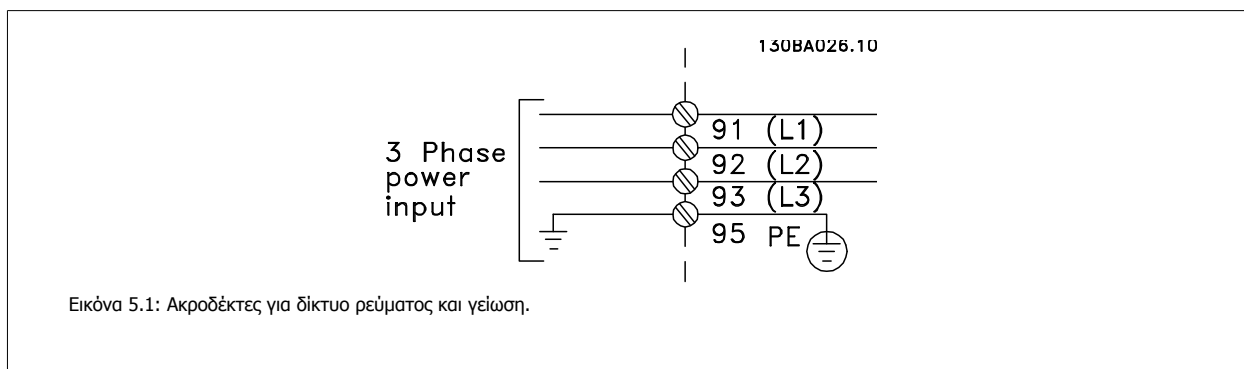 130BA026.10
3 Phase
power
input
91 (L1)
92 (L2)
93 (L3)
95 PE
Εικόνα 5.1: Ακροδέκτες για δίκτυο ρεύματος και γείωση.